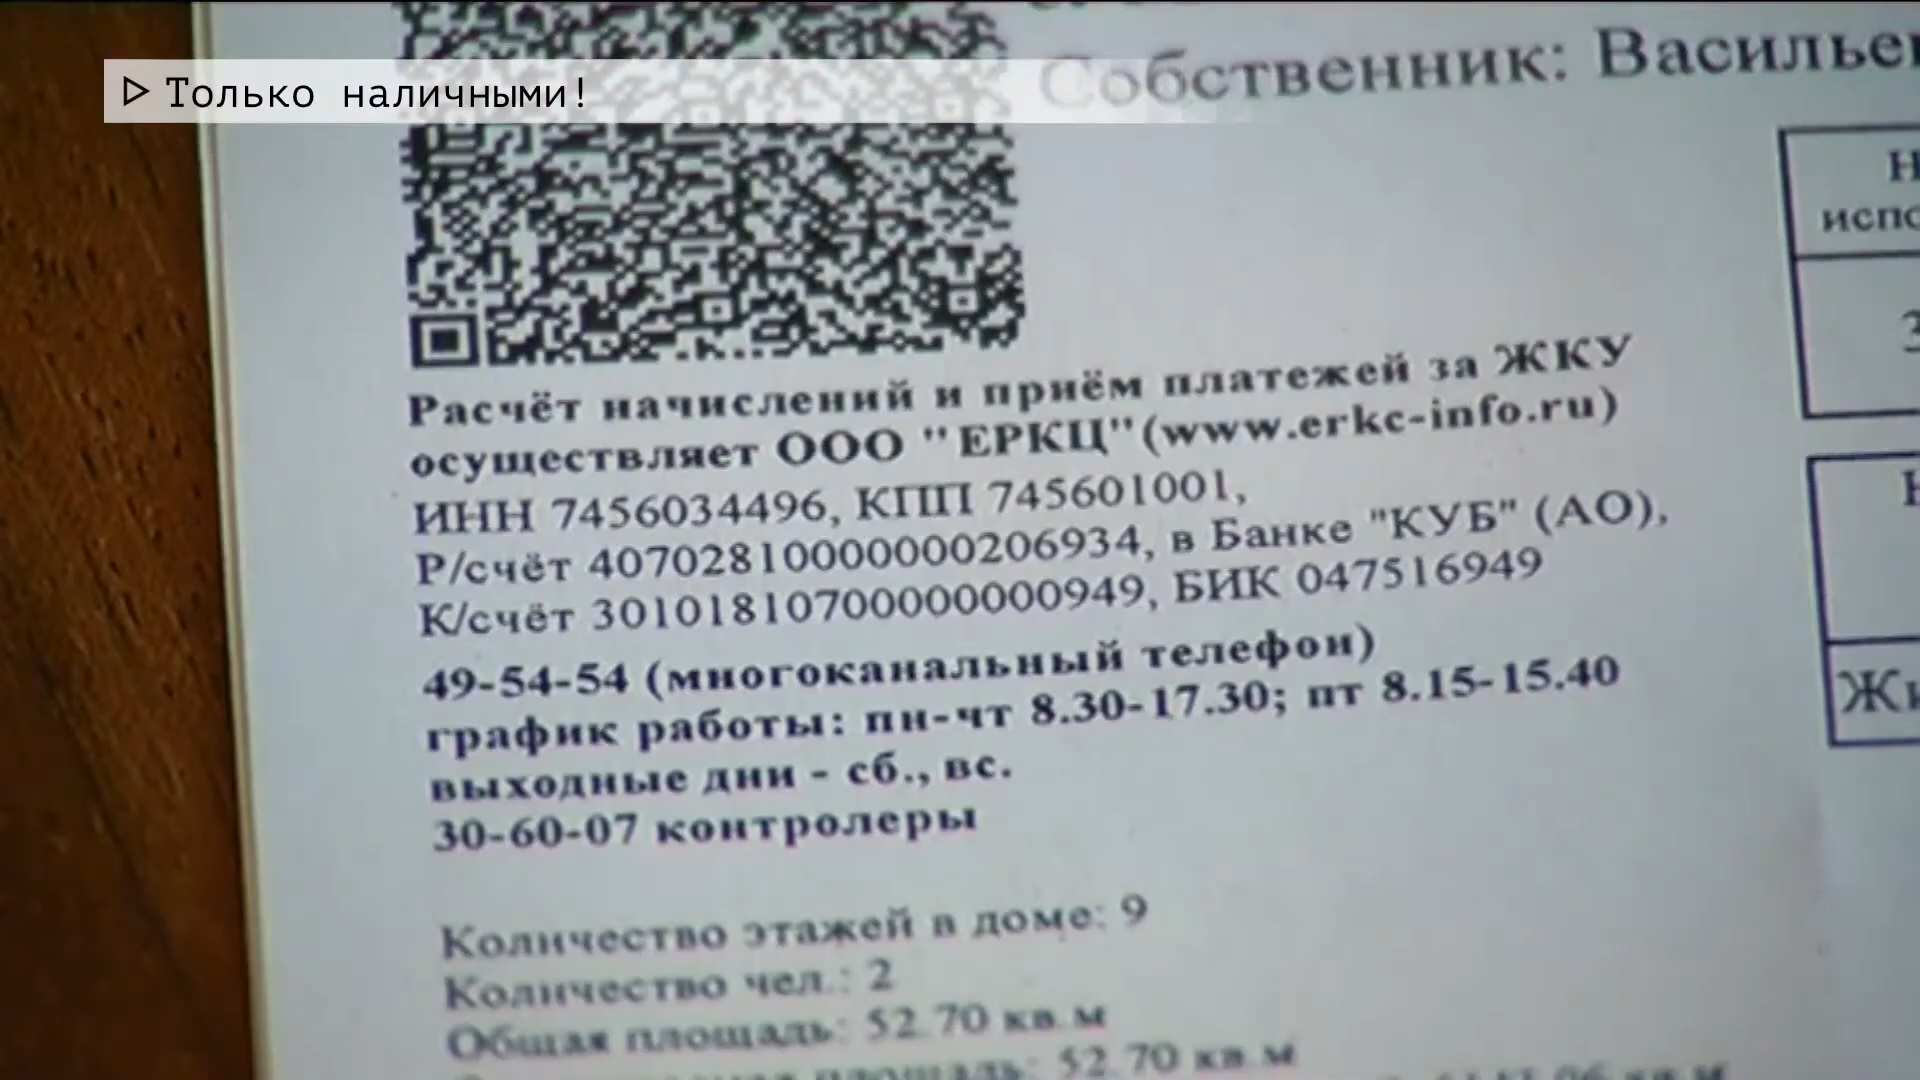 Только наличными!
Собственник:
Расчёт начислений и приём платежей за ЖКУ
осуществляет ООО "ЕРКЦ"(www.erkc-info.ru)
ИНН 7456034496, КПП 745601001,
Р/счёт 40702810000000206934, в Банке "КУБ" (АО),
К/счёт 30101810700000000949, БИК 047516949
49-54-54 (многоканальный телефон)
график работы: пн-чт 8.30-17.30; пт 8.15-15.40
выходные дни - сб., вс.
30-60-07 контролеры
Количество этажей в доме: 9
Количество чел.: 2
Общая площадь: 52.70 кв.м
52.70 кв.м